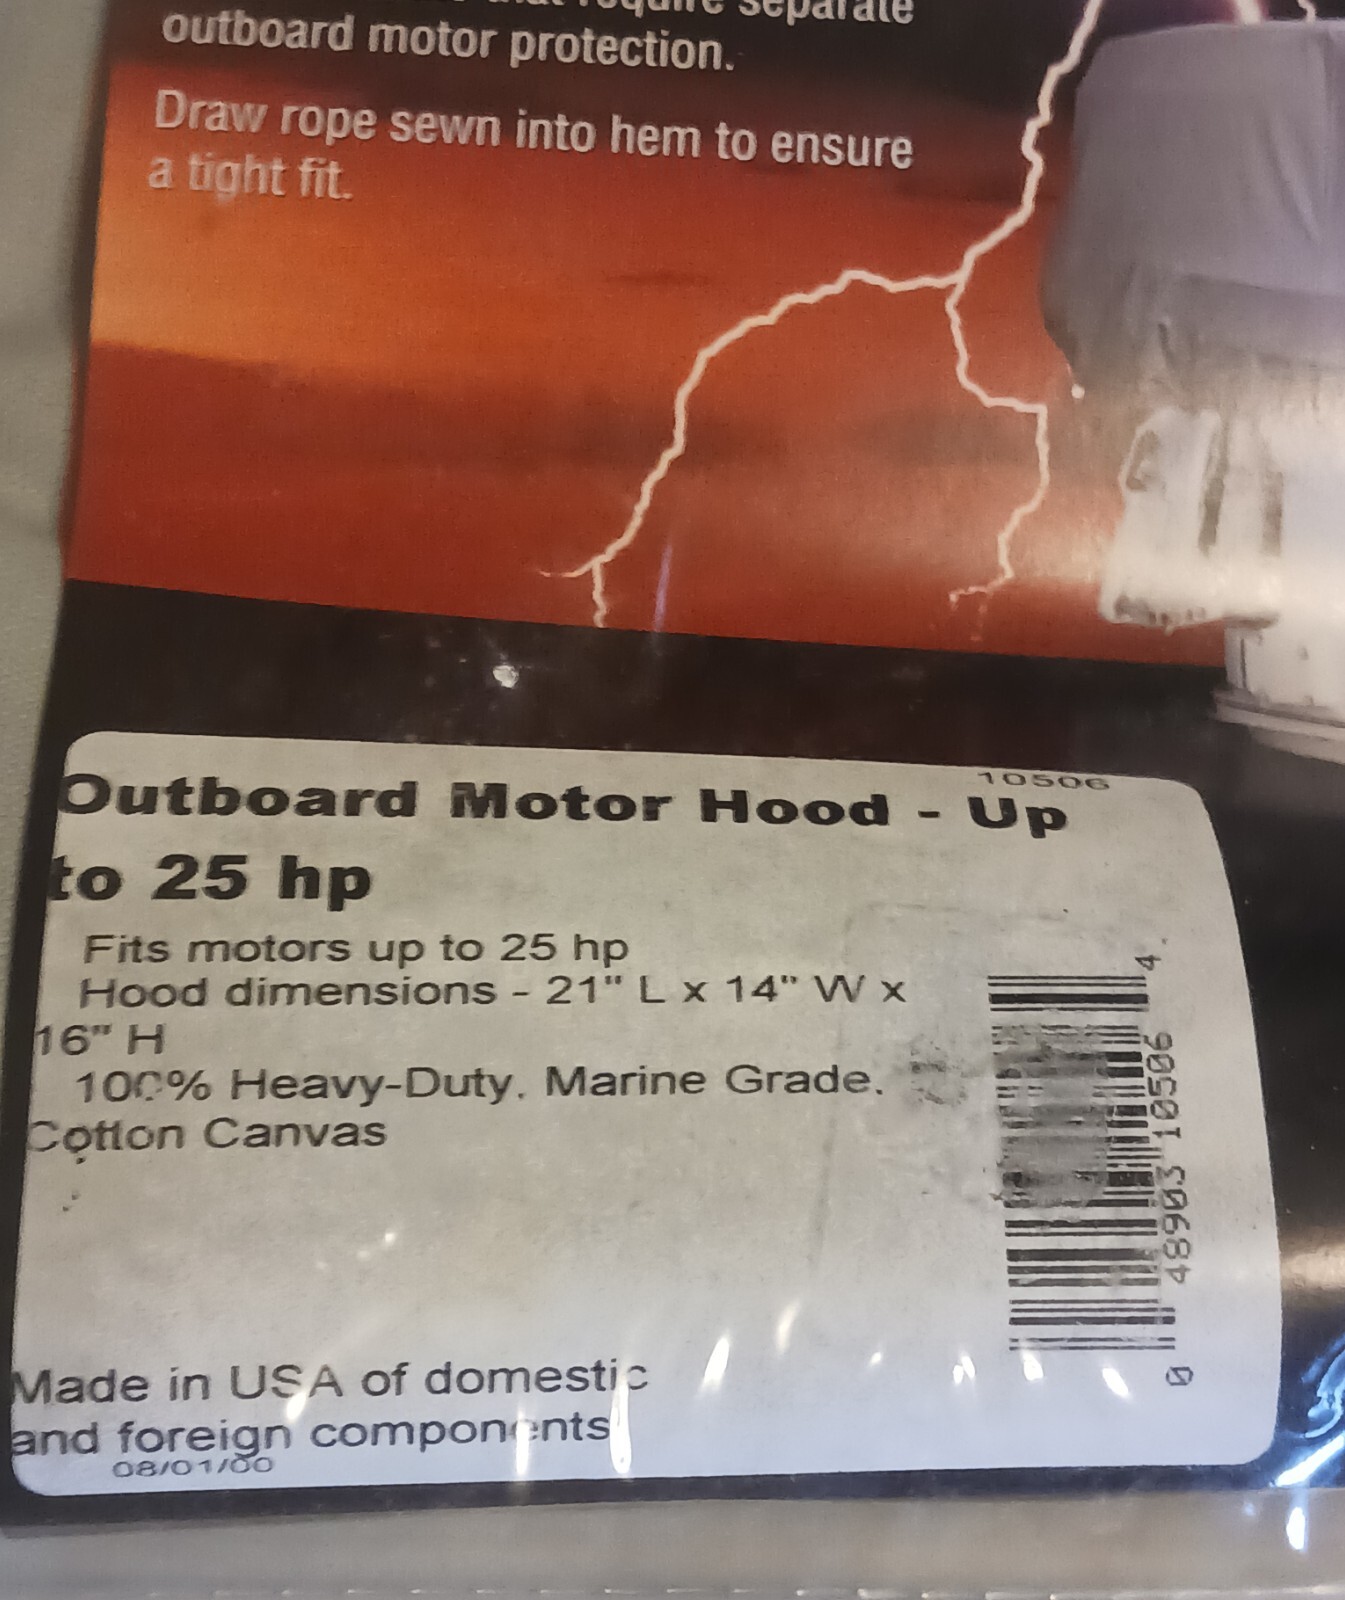 require separate
outboard motor protection.
Draw rope sewn into hem to ensure
a tight fit.
10506
Outboard Motor Hood - Up
to 25 hp
Fits motors up to 25 hp
Hood dimensions - 21" L x 14" W x
16" H
100% Heavy-Duty, Marine Grade,
Cotton Canvas
0 48903 10506 4
Made in USA of domestic
and foreign components
08/01/00